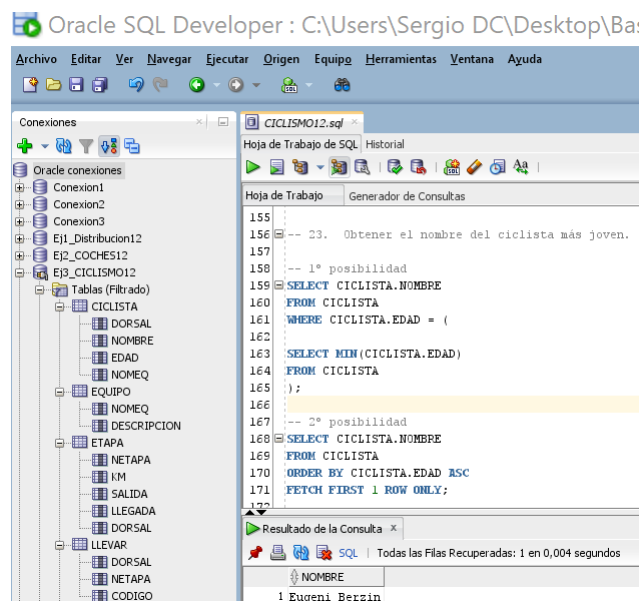 Oracle SQL Developer : C:\Users\Sergio DC\Desktop\Bas
Archivo Editar Ver Navegar Ejecutar Origen Equipo Herramientas Ventana Ayuda
Conexiones
CICLISMO12.sql
Hoja de Trabajo de SQL Historial
Oracle conexiones
Conexion1
Conexion2
Conexion3
Ej1_Distribucion12
Ej2_COCHES12
Ej3_CICLISMO12
Tablas (Filtrado)
CICLISTA
DORSAL
NOMBRE
EDAD
NOMEQ
EQUIPO
NOMEQ
DESCRIPCION
ETAPA
NETAPA
KM
SALIDA
LLEGADA
DORSAL
LLEVAR
DORSAL
NETAPA
CODIGO
Hoja de Trabajo Generador de Consultas
155
156 -- 23. Obtener el nombre del ciclista más joven.
157
158 -- 1º posibilidad
159 SELECT CICLISTA.NOMBRE
160 FROM CICLISTA
161 WHERE CICLISTA.EDAD = (
162
163 SELECT MIN(CICLISTA.EDAD)
164 FROM CICLISTA
165 );
166
167 -- 2º posibilidad
168 SELECT CICLISTA.NOMBRE
169 FROM CICLISTA
170 ORDER BY CICLISTA.EDAD ASC
171 FETCH FIRST 1 ROW ONLY;
172
Resultado de la Consulta
SQL | Todas las Filas Recuperadas: 1 en 0,004 segundos
NOMBRE
1 Eugeni Berzin